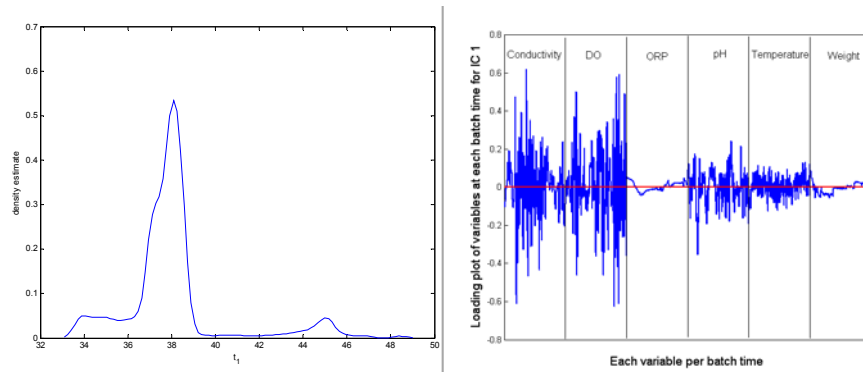 0.7
0.6
0.5
0.4
0.3
0.2
0.1
0
density estimate
32 34 36 38 40 42 44 46 48 50
t1
0.8
0.6
0.4
0.2
0
-0.2
-0.4
-0.6
-0.8
Loading plot of variables at each batch time for IC 1
Conductivity DO ORP pH Temperature Weight
Each variable per batch time